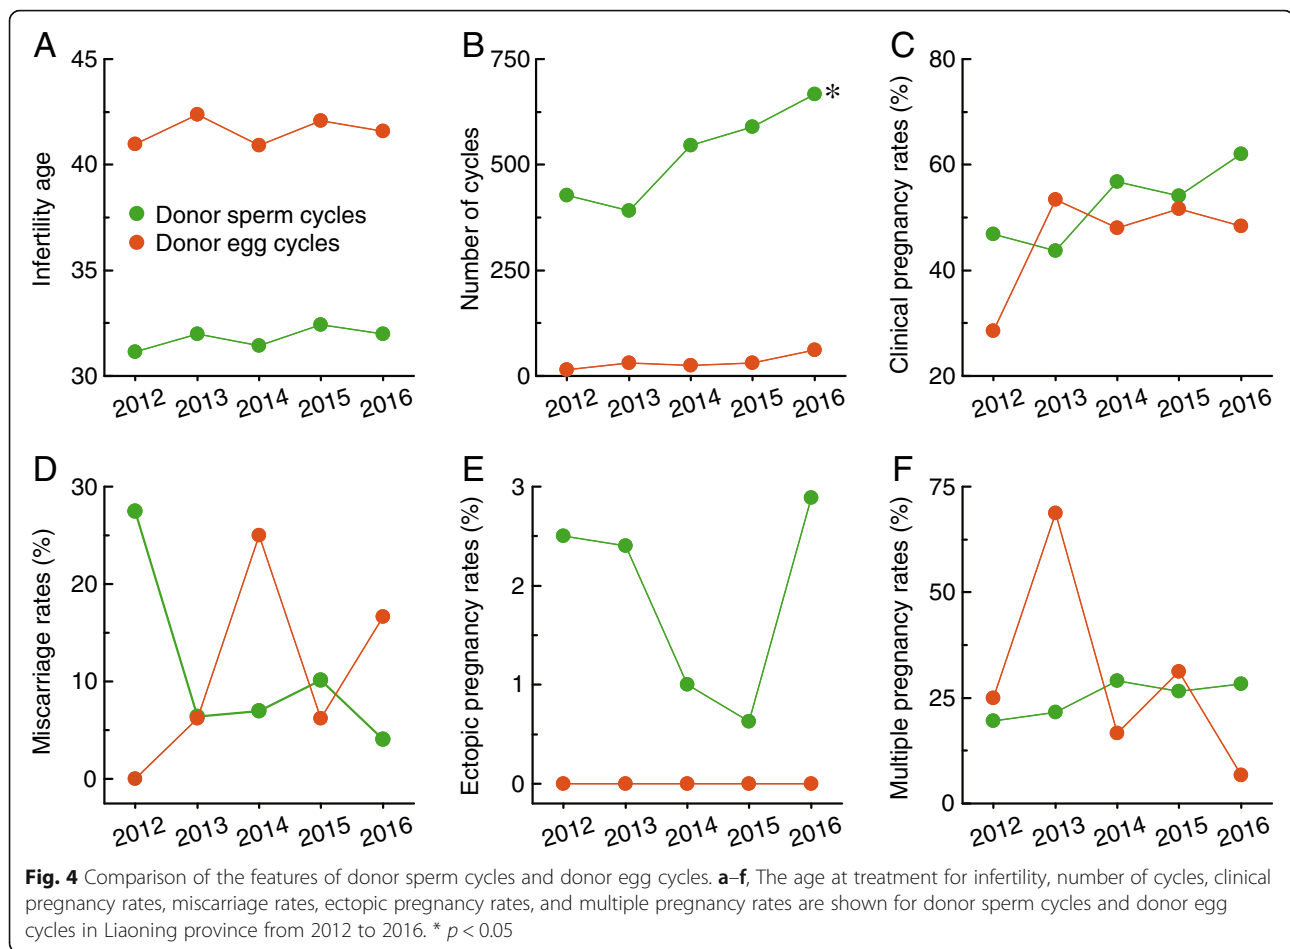 A
45
40
35
30
Infertility age
Donor sperm cycles
Donor egg cycles
2012 2013 2014 2015 2016
B
750
500
250
0
Number of cycles
*
2012 2013 2014 2015 2016
C
80
60
40
20
Clinical pregnancy rates (%)
2012 2013 2014 2015 2016
D
30
20
10
0
Miscarriage rates (%)
2012 2013 2014 2015 2016
E
3
2
1
0
Ectopic pregnancy rates (%)
2012 2013 2014 2015 2016
F
75
50
25
0
Multiple pregnancy rates (%)
2012 2013 2014 2015 2016
Fig. 4 Comparison of the features of donor sperm cycles and donor egg cycles. a–f, The age at treatment for infertility, number of cycles, clinical
pregnancy rates, miscarriage rates, ectopic pregnancy rates, and multiple pregnancy rates are shown for donor sperm cycles and donor egg
cycles in Liaoning province from 2012 to 2016. * p < 0.05